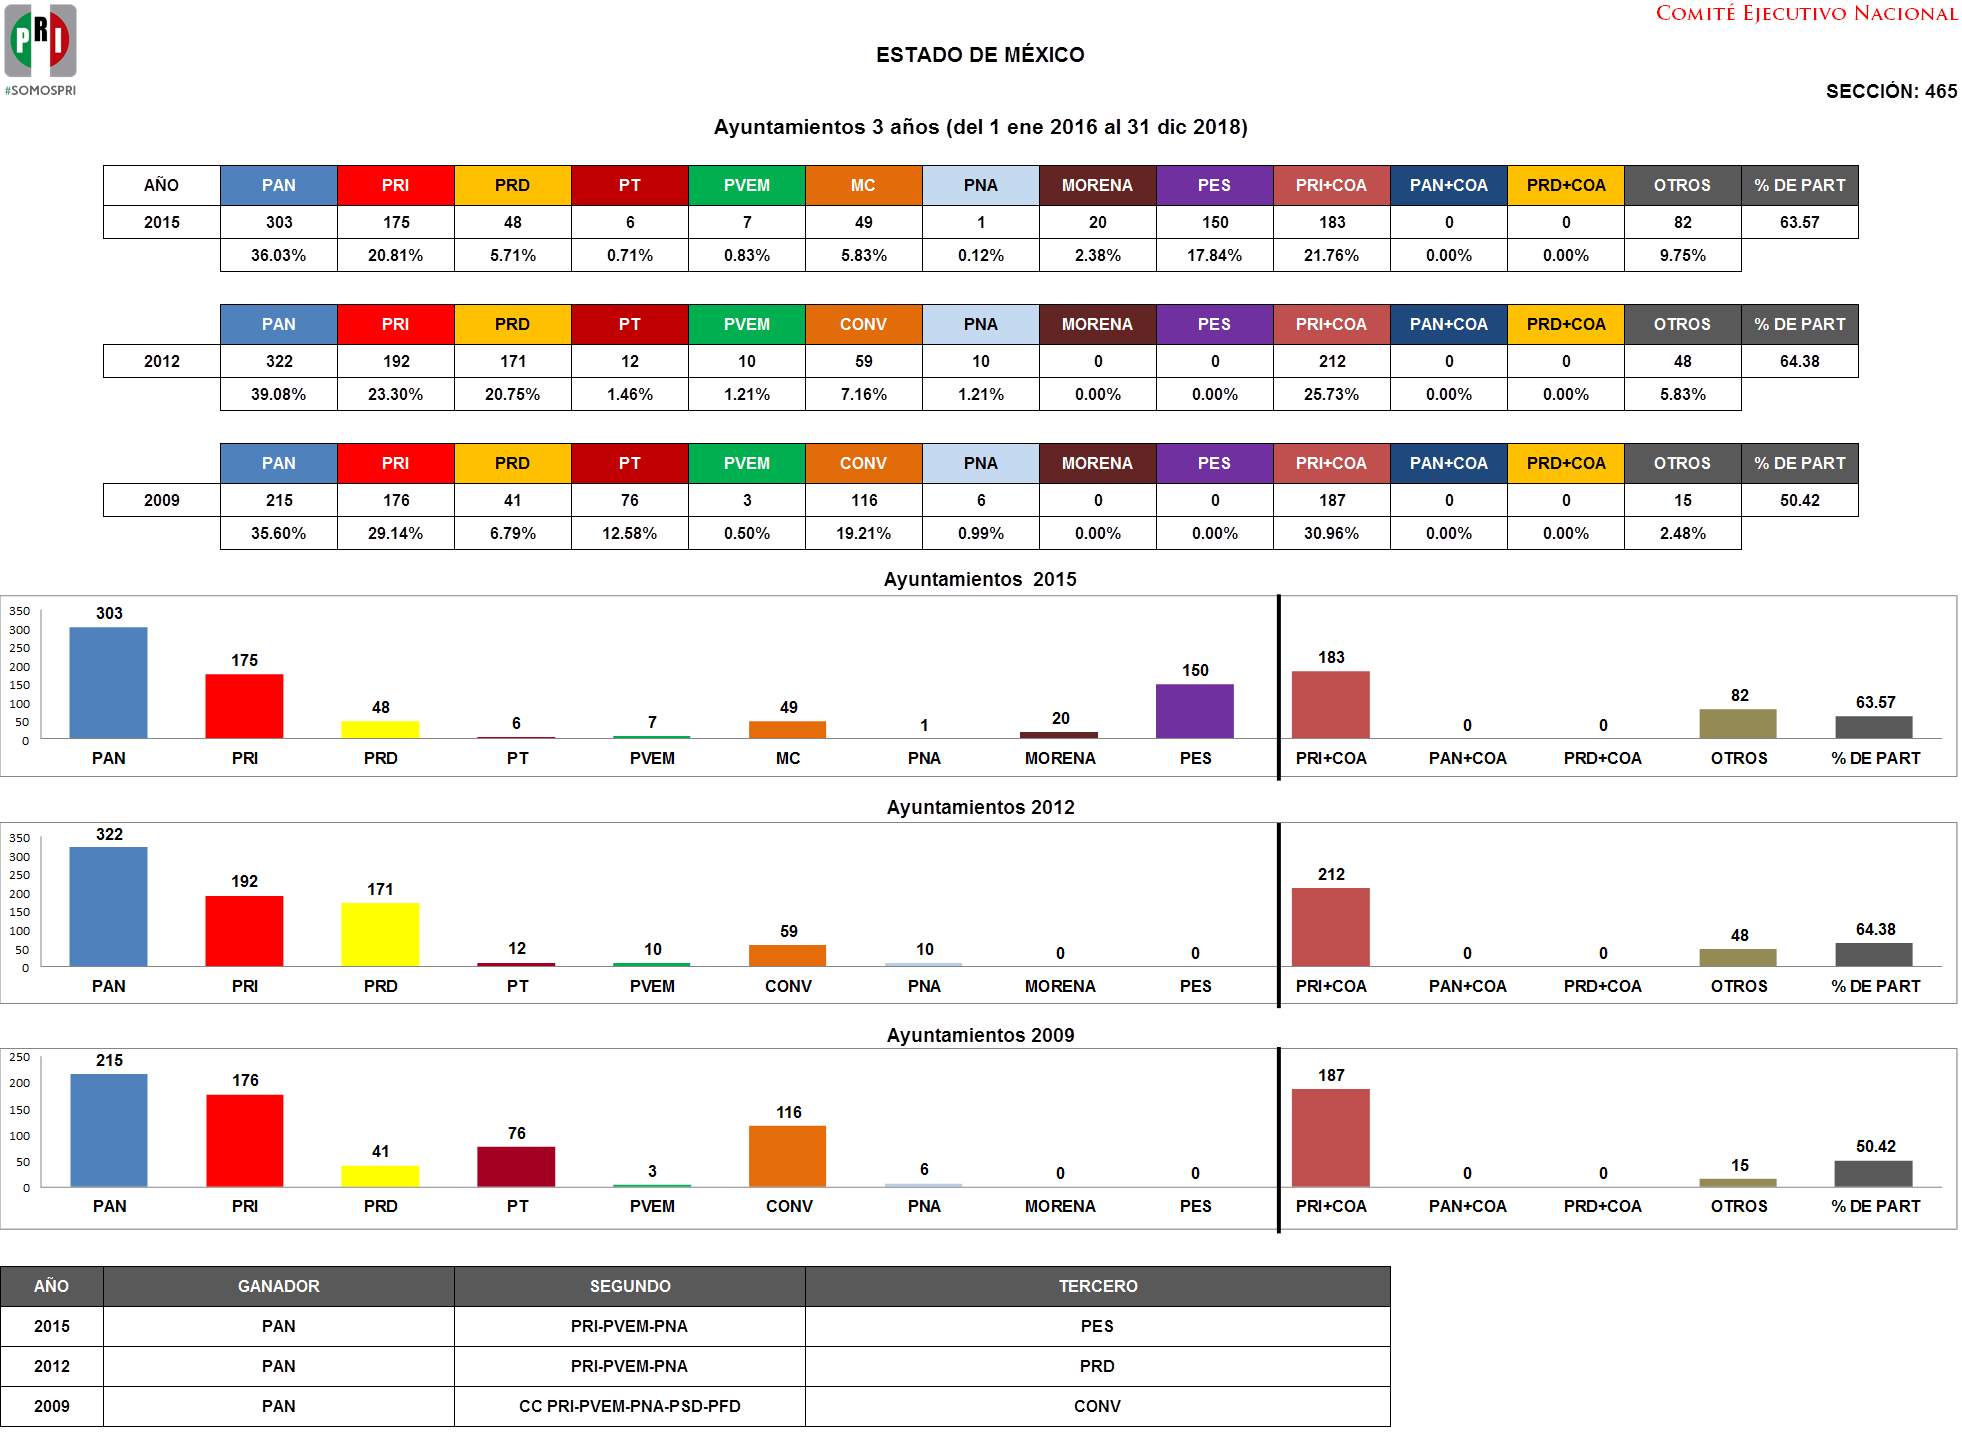 PRI
#SOMOSPRI
COMITÉ EJECUTIVO NACIONAL
ESTADO DE MÉXICO
SECCIÓN: 465
Ayuntamientos 3 años (del 1 ene 2016 al 31 dic 2018)
AÑO PAN PRI PRD PT PVEM MC PNA MORENA PES PRI+COA PAN+COA PRD+COA OTROS % DE PART
2015 303 175 48 6 7 49 1 20 150 183 0 0 82 63.57
36.03% 20.81% 5.71% 0.71% 0.83% 5.83% 0.12% 2.38% 17.84% 21.76% 0.00% 0.00% 9.75%
PAN PRI PRD PT PVEM CONV PNA MORENA PES PRI+COA PAN+COA PRD+COA OTROS % DE PART
2012 322 192 171 12 10 59 10 0 0 212 0 0 48 64.38
39.08% 23.30% 20.75% 1.46% 1.21% 7.16% 1.21% 0.00% 0.00% 25.73% 0.00% 0.00% 5.83%
PAN PRI PRD PT PVEM CONV PNA MORENA PES PRI+COA PAN+COA PRD+COA OTROS % DE PART
2009 215 176 41 76 3 116 6 0 0 187 0 0 15 50.42
35.60% 29.14% 6.79% 12.58% 0.50% 19.21% 0.99% 0.00% 0.00% 30.96% 0.00% 0.00% 2.48%
Ayuntamientos 2015
350
300
250
200
150
100
50
0
303 175 48 6 7 49 1 20 150 183 0 0 82 63.57
PAN PRI PRD PT PVEM MC PNA MORENA PES PRI+COA PAN+COA PRD+COA OTROS % DE PART
Ayuntamientos 2012
350
300
250
200
150
100
50
0
322 192 171 12 10 59 10 0 0 212 0 0 48 64.38
PAN PRI PRD PT PVEM CONV PNA MORENA PES PRI+COA PAN+COA PRD+COA OTROS % DE PART
Ayuntamientos 2009
250
200
150
100
50
0
215 176 41 76 3 116 6 0 0 187 0 0 15 50.42
PAN PRI PRD PT PVEM CONV PNA MORENA PES PRI+COA PAN+COA PRD+COA OTROS % DE PART
AÑO GANADOR SEGUNDO TERCERO
2015 PAN PRI-PVEM-PNA PES
2012 PAN PRI-PVEM-PNA PRD
2009 PAN CC PRI-PVEM-PNA-PSD-PFD CONV